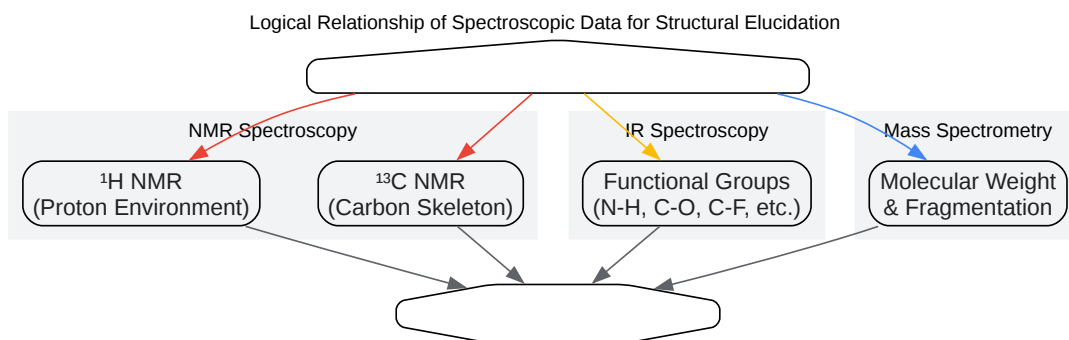 Logical Relationship of Spectroscopic Data for Structural Elucidation
NMR Spectroscopy
IR Spectroscopy
Mass Spectrometry
¹H NMR
(Proton Environment)
¹³C NMR
(Carbon Skeleton)
Functional Groups
(N-H, C-O, C-F, etc.)
Molecular Weight
& Fragmentation